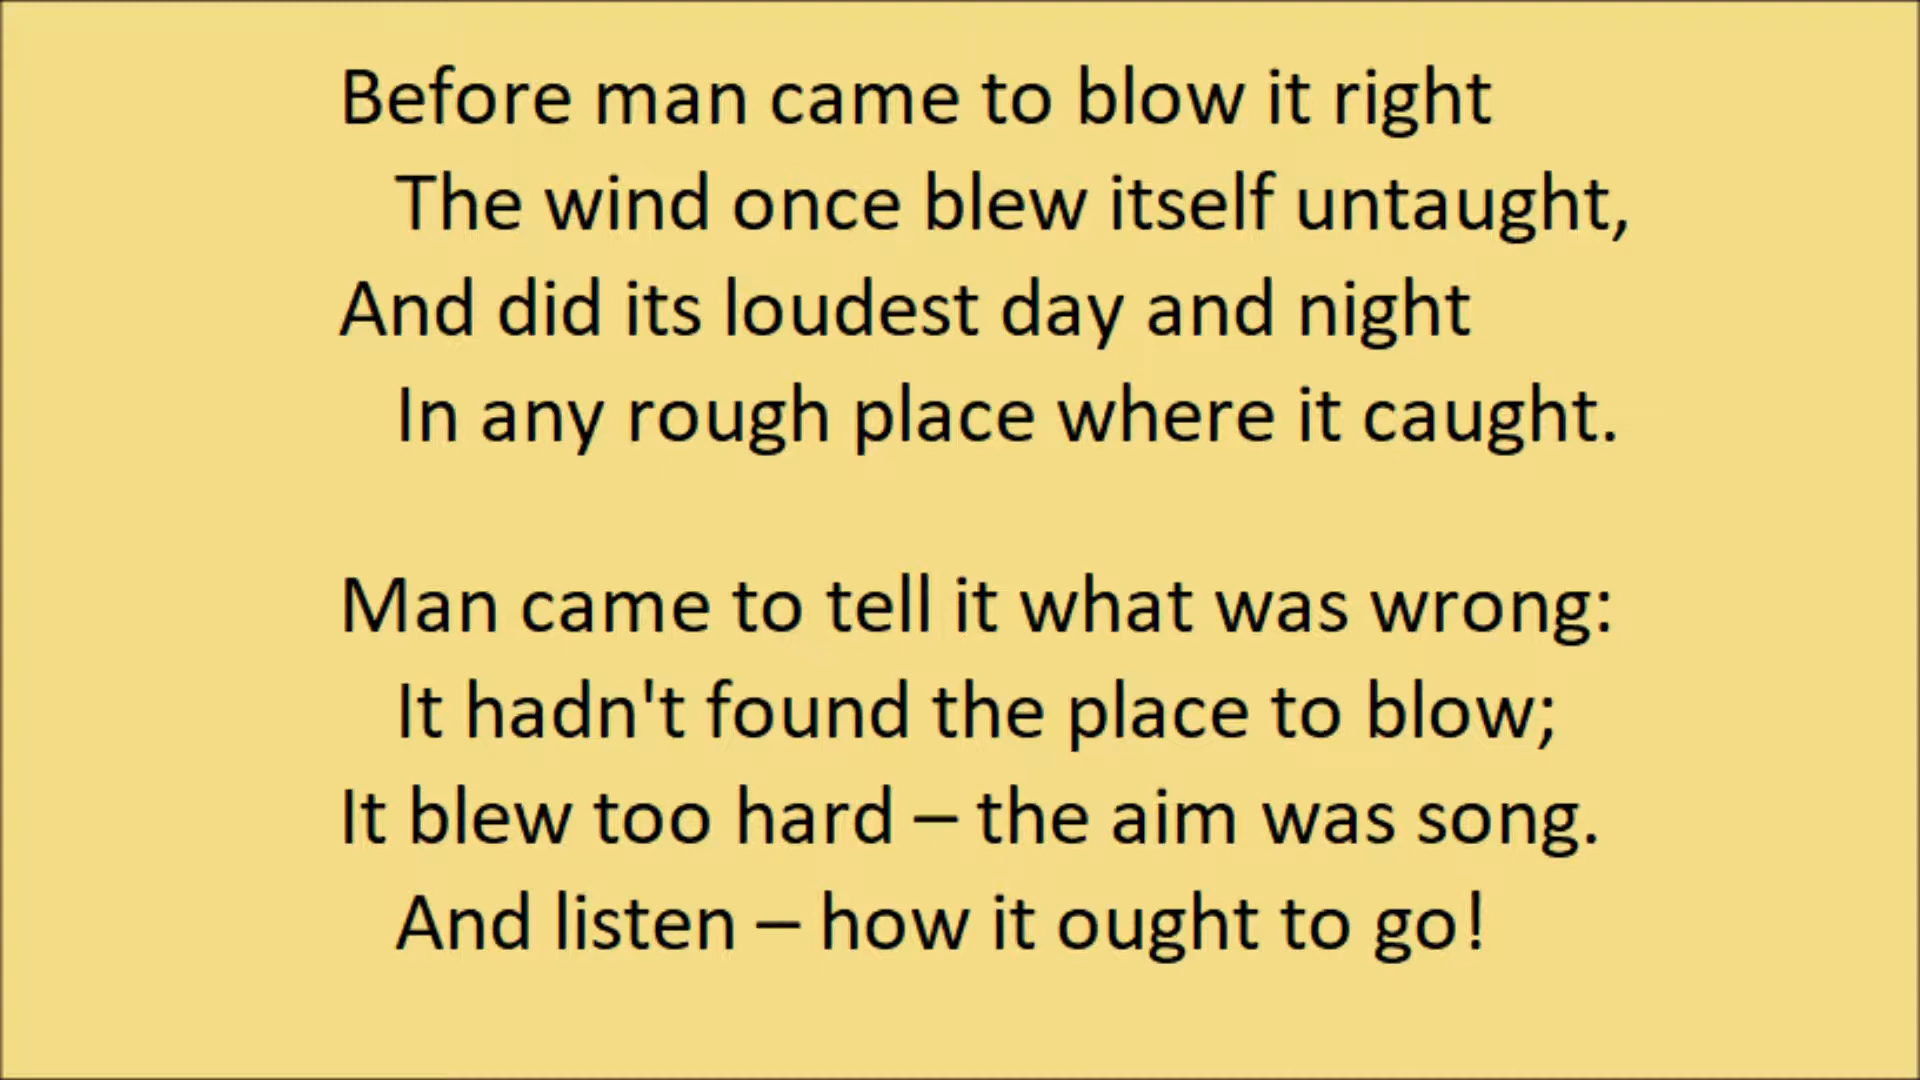 Before man came to blow it right
The wind once blew itself untaught,
And did its loudest day and night
In any rough place where it caught.
Man came to tell it what was wrong:
It hadn't found the place to blow;
It blew too hard – the aim was song.
And listen – how it ought to go!